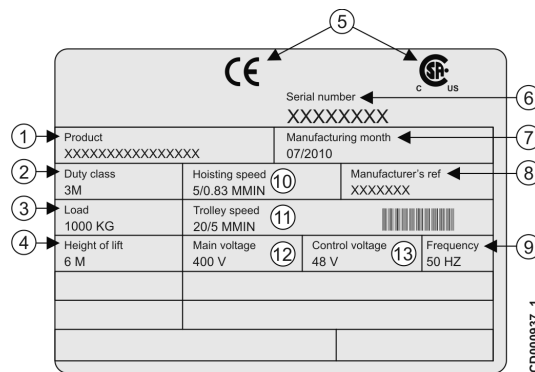 5
CE
CSA
C US
Serial number
6
XXXXXXXX
1
Product
Manufacturing month
7
XXXXXXXXXXXXXXXX
07/2010
2
Duty class
Hoisting speed
10
Manufacturer's ref
8
3M
5/0.83 MMIN
XXXXXXX
3
Load
Trolley speed
11
1000 KG
20/5 MMIN
4
Height of lift
Main voltage
12
Control voltage
13
Frequency
9
6 M
400 V
48 V
50 HZ
CD000937_1